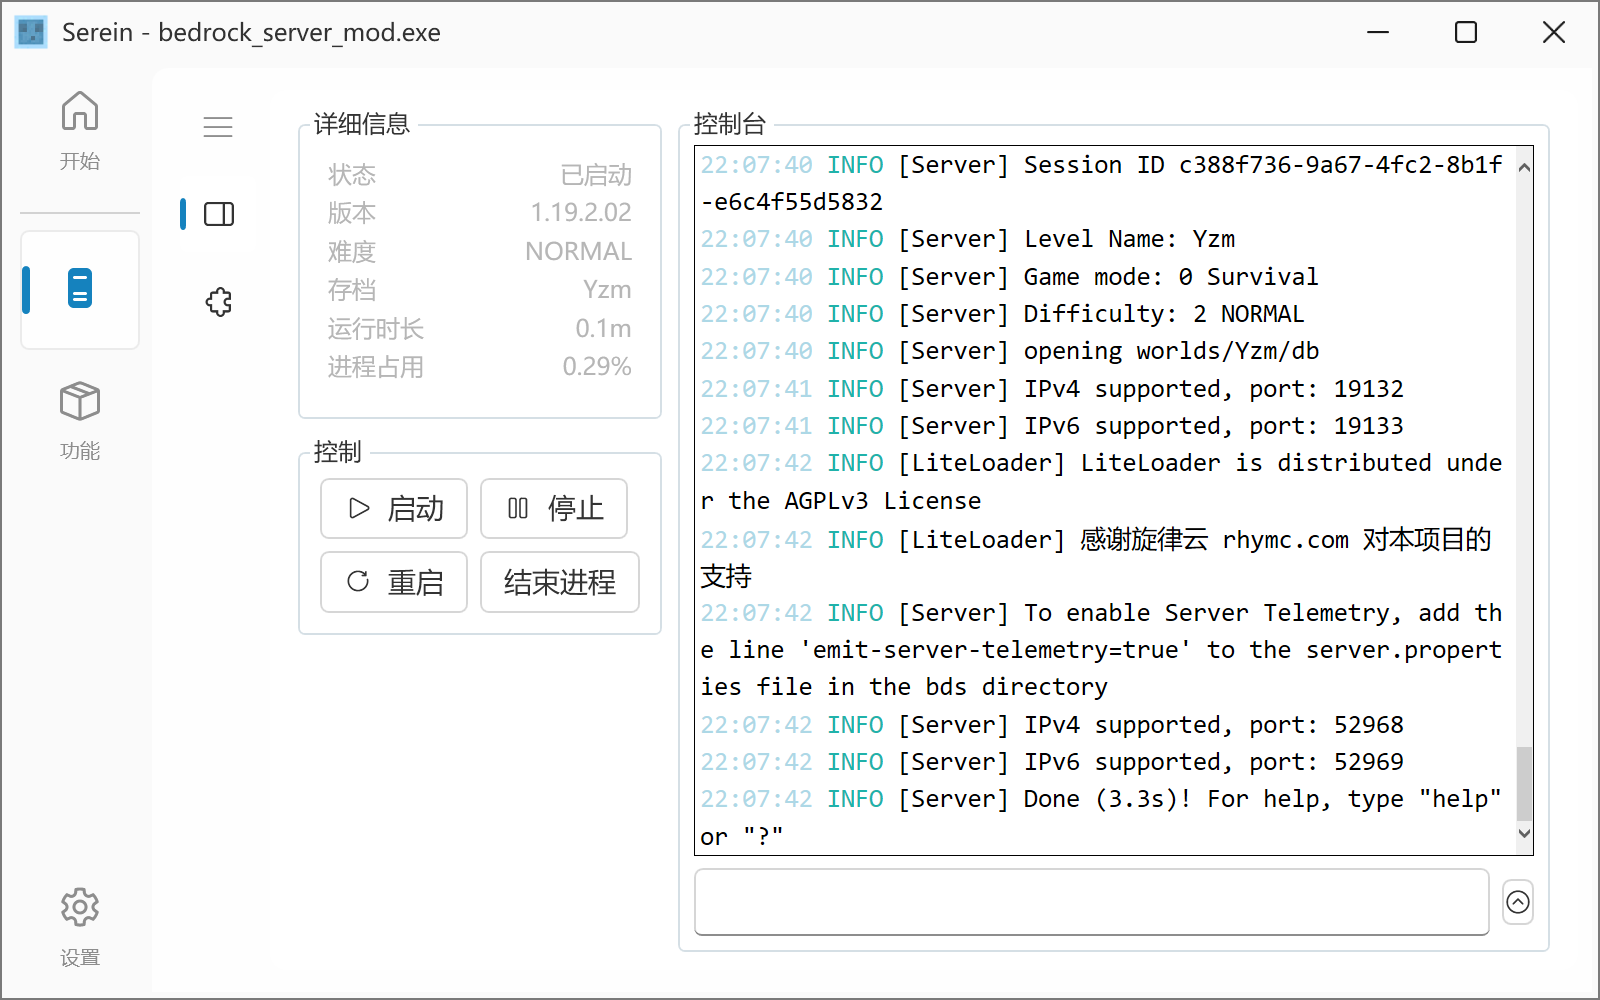 Serein - bedrock_server_mod.exe
开始
功能
设置
详细信息
状态 已启动
版本 1.19.2.02
难度 NORMAL
存档 Yzm
运行时长 0.1m
进程占用 0.29%
控制
启动 停止
重启 结束进程
控制台
22:07:40 INFO [Server] Session ID c388f736-9a67-4fc2-8b1f
-e6c4f55d5832
22:07:40 INFO [Server] Level Name: Yzm
22:07:40 INFO [Server] Game mode: 0 Survival
22:07:40 INFO [Server] Difficulty: 2 NORMAL
22:07:40 INFO [Server] opening worlds/Yzm/db
22:07:41 INFO [Server] IPv4 supported, port: 19132
22:07:41 INFO [Server] IPv6 supported, port: 19133
22:07:42 INFO [LiteLoader] LiteLoader is distributed unde
r the AGPLv3 License
22:07:42 INFO [LiteLoader] 感谢旋律云 rhymc.com 对本项目的
支持
22:07:42 INFO [Server] To enable Server Telemetry, add th
e line 'emit-server-telemetry=true' to the server.propert
ies file in the bds directory
22:07:42 INFO [Server] IPv4 supported, port: 52968
22:07:42 INFO [Server] IPv6 supported, port: 52969
22:07:42 INFO [Server] Done (3.3s)! For help, type "help"
or "?"